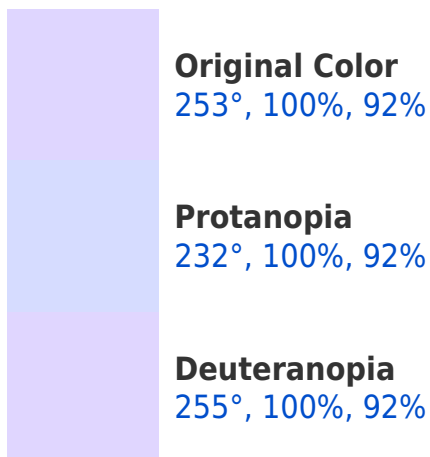 Original Color
253°, 100%, 92%
Protanopia
232°, 100%, 92%
Deuteranopia
255°, 100%, 92%